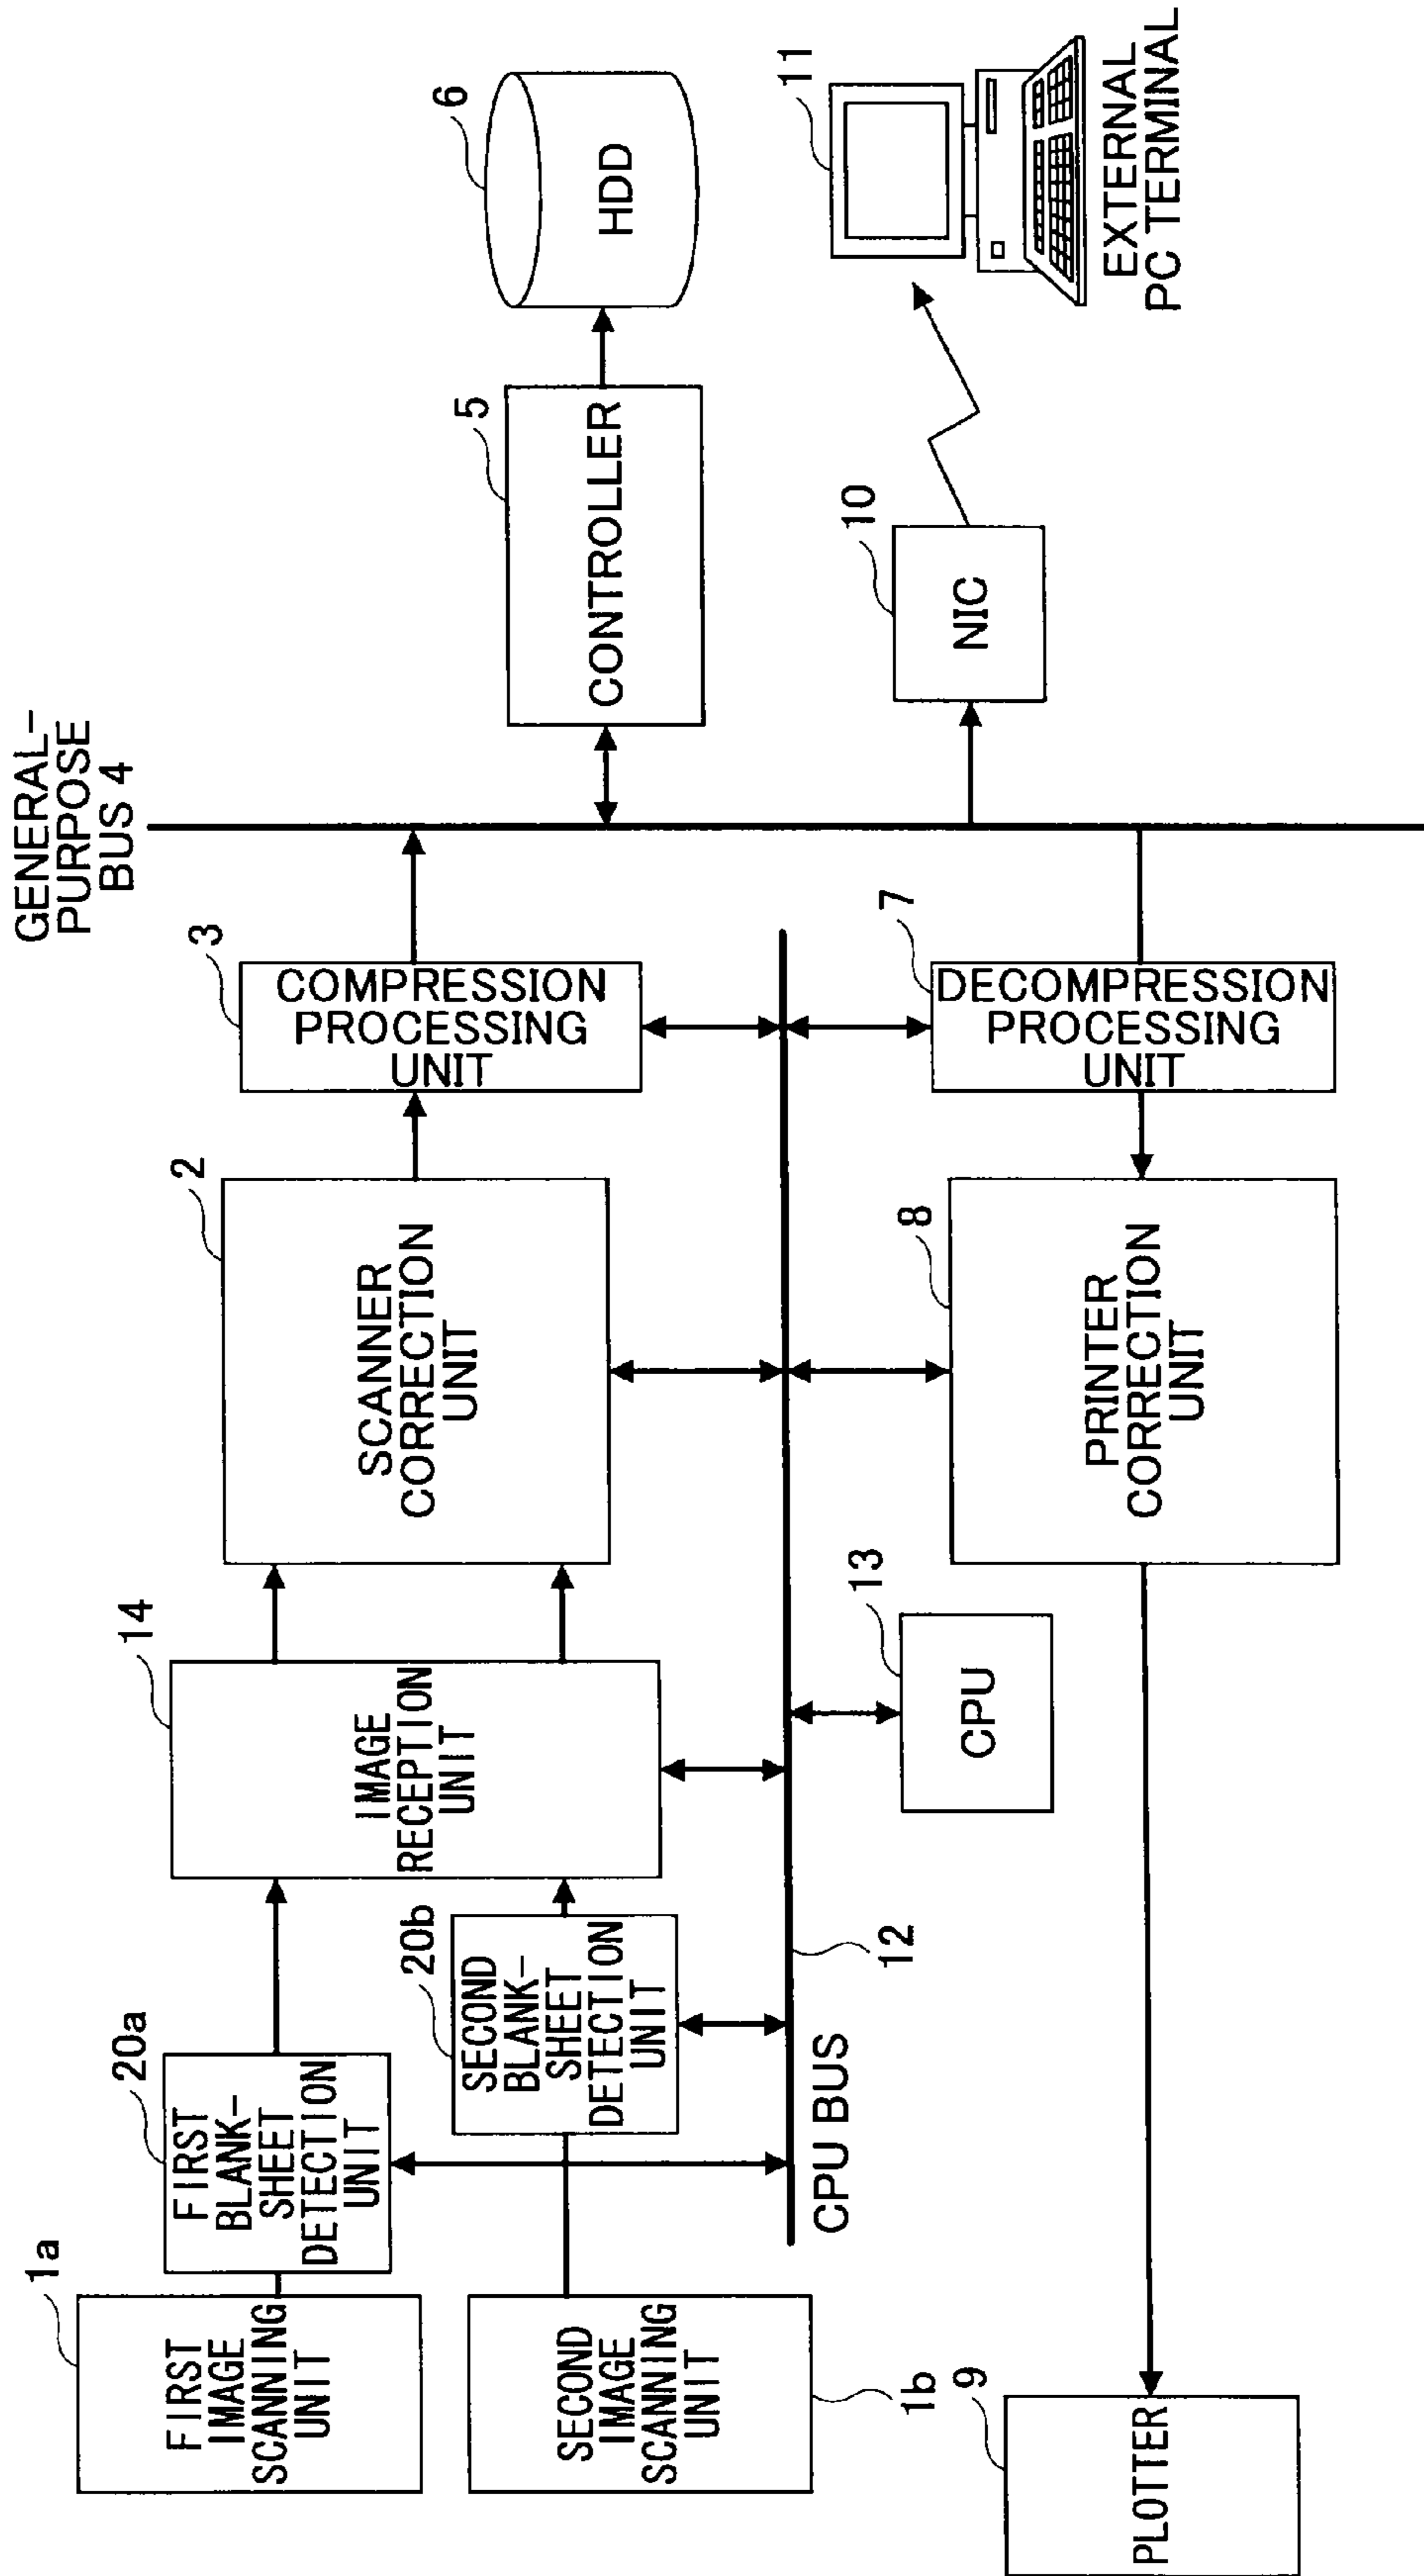 GENERAL-
PURPOSE
BUS 4
1a
FIRST
IMAGE
SCANNING
UNIT
20a
FIRST
BLANK-
SHEET
DETECTION
UNIT
14
IMAGE
RECEPTION
UNIT
2
SCANNER
CORRECTION
UNIT
3
COMPRESSION
PROCESSING
UNIT
5
CONTROLLER
6
HDD
SECOND
IMAGE
SCANNING
UNIT
1b
20b
SECOND
BLANK-
SHEET
DETECTION
UNIT
CPU BUS
12
13
CPU
9
PLOTTER
8
PRINTER
CORRECTION
UNIT
7
DECOMPRESSION
PROCESSING
UNIT
10
NIC
11
EXTERNAL
PC TERMINAL